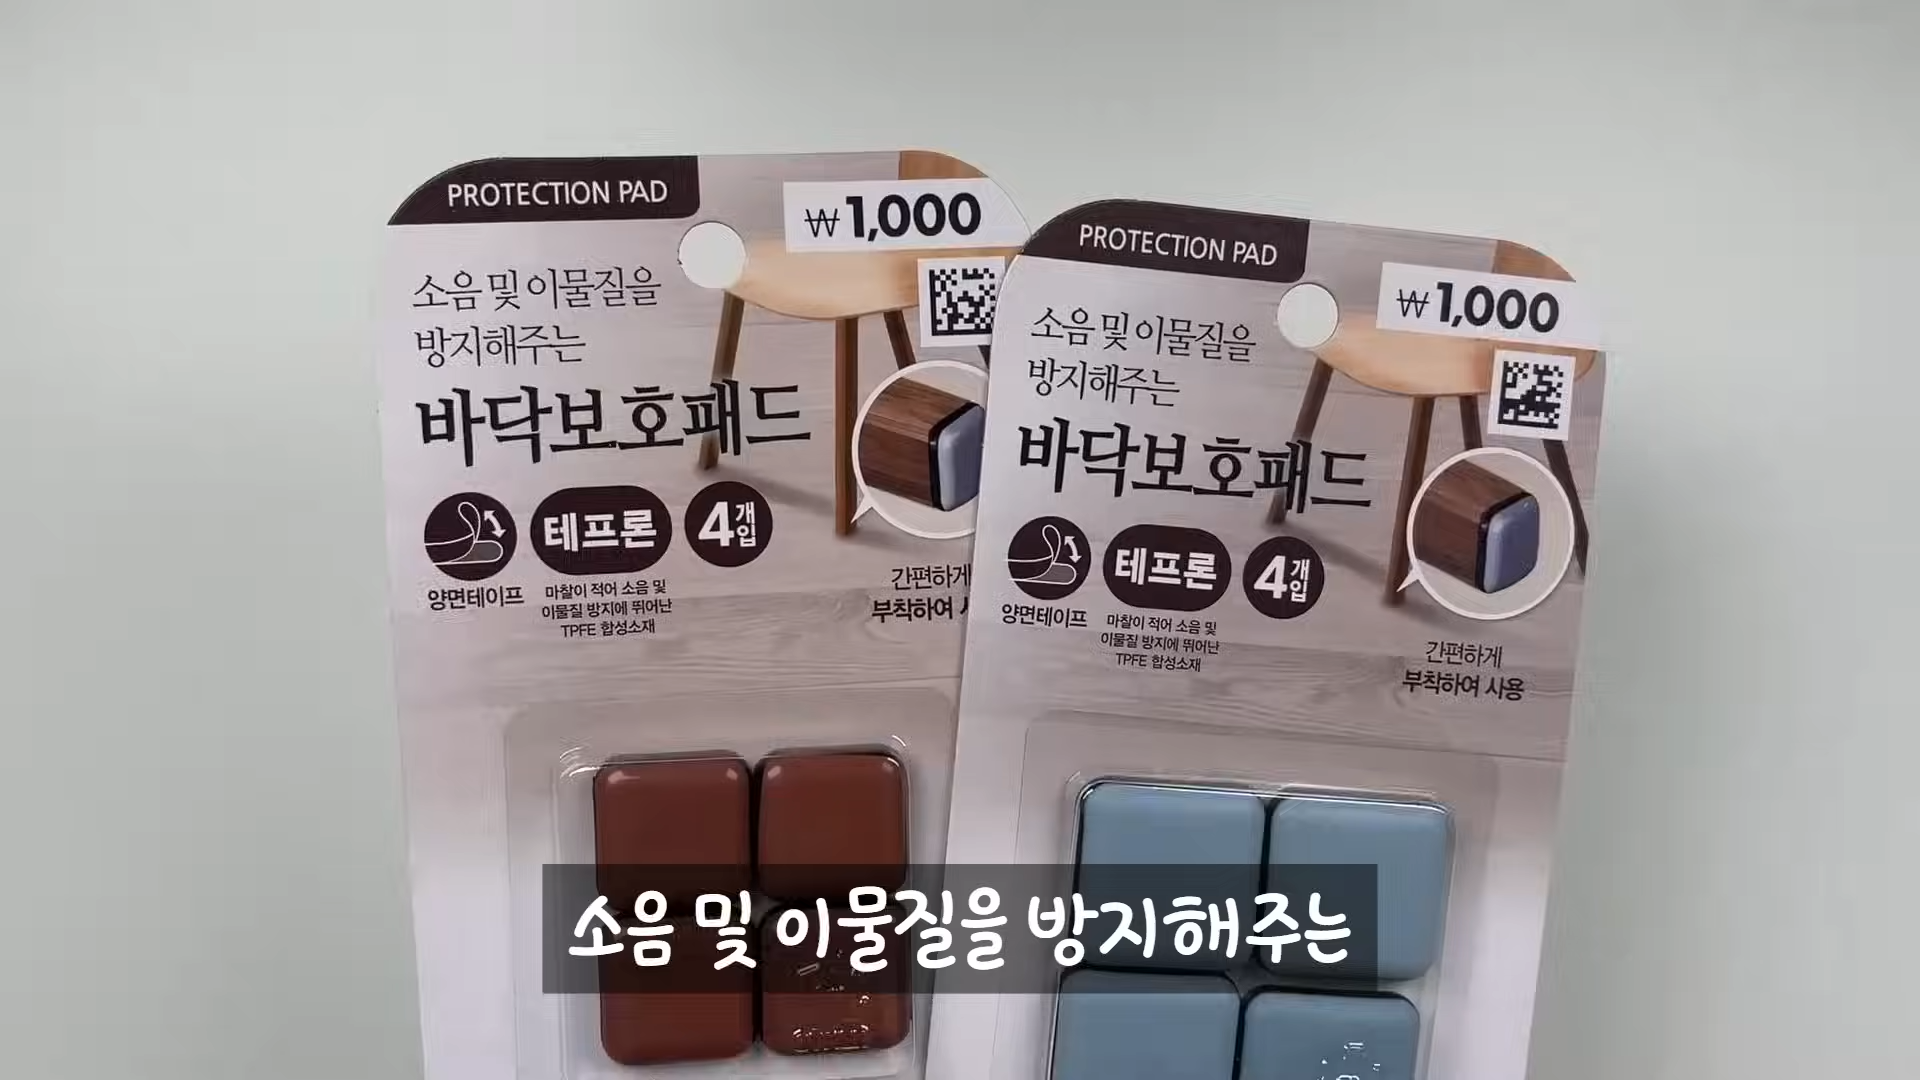 PROTECTION PAD
₩1,000
소음 및 이물질을
방지해주는
바닥보호패드
양면테이프
테프론
마찰이 적어 소음 및
이물질 방지에 뛰어난
TPFE 합성소재
4개입
간편하게
부착하여
PROTECTION PAD
₩1,000
소음 및 이물질을
방지해주는
바닥보호패드
양면테이프
테프론
마찰이 적어 소음 및
이물질 방지에 뛰어난
TPFE 합성소재
4개입
간편하게
부착하여 사용
소음 및 이물질을 방지해주는